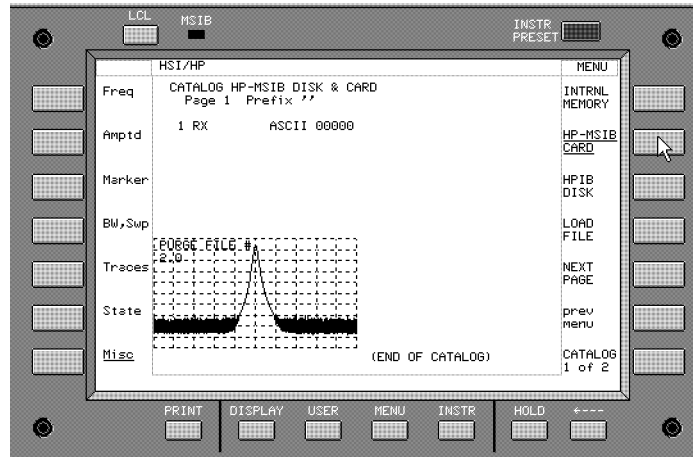 LCL
MSIB
INSTR
PRESET
HSI/HP
MENU
Freq
Amptd
Marker
BW,Swp
Traces
State
Misc
CATALOG HP-MSIB DISK & CARD
Page 1 Prefix ''
1 RX ASCII 00000
PURGE FILE #
2.0
(END OF CATALOG)
INTRNL
MEMORY
HP-MSIB
CARD
HPIB
DISK
LOAD
FILE
NEXT
PAGE
prev
menu
CATALOG
1 of 2
PRINT
DISPLAY
USER
MENU
INSTR
HOLD
<---